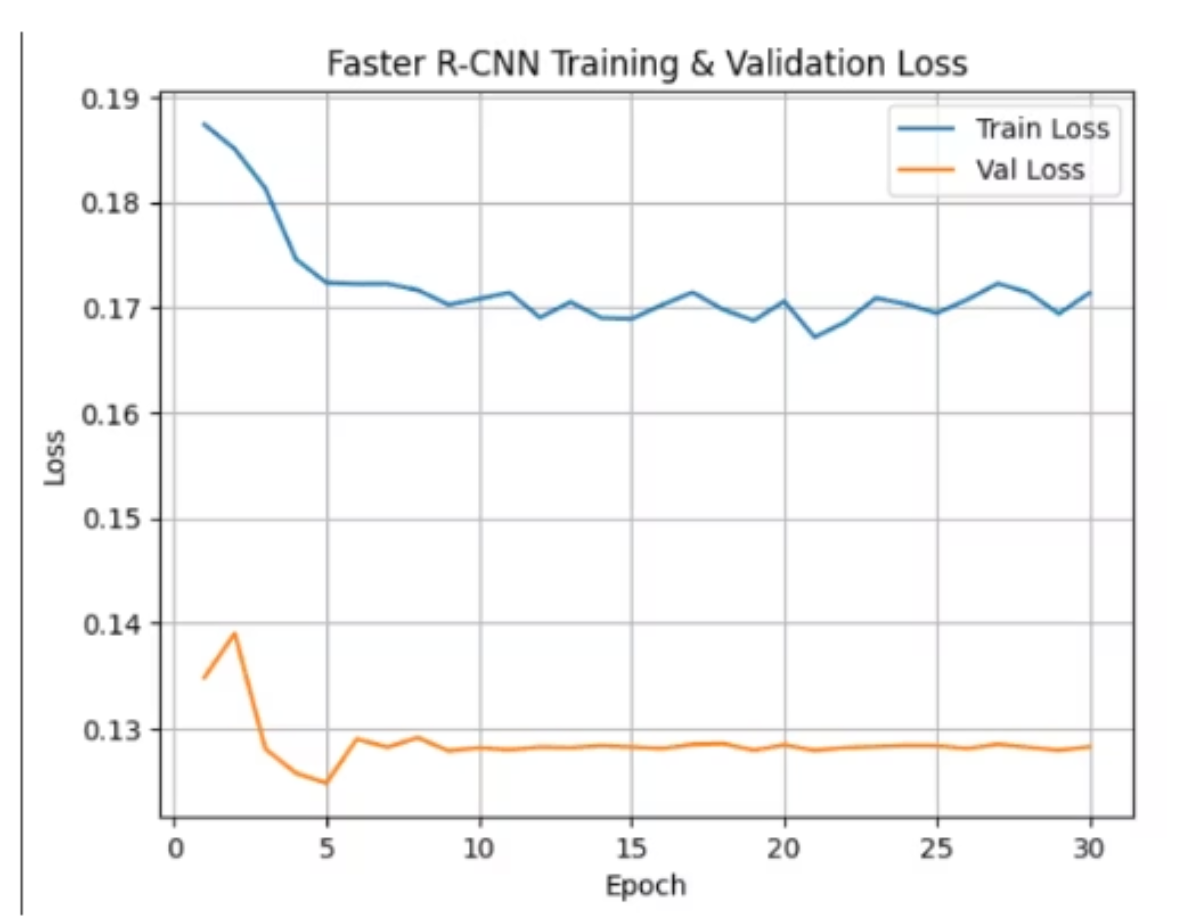 Faster R-CNN Training & Validation Loss
0.19
0.18
0.17
0.16
0.15
0.14
0.13
Loss
Train Loss
Val Loss
0 5 10 15 20 25 30
Epoch